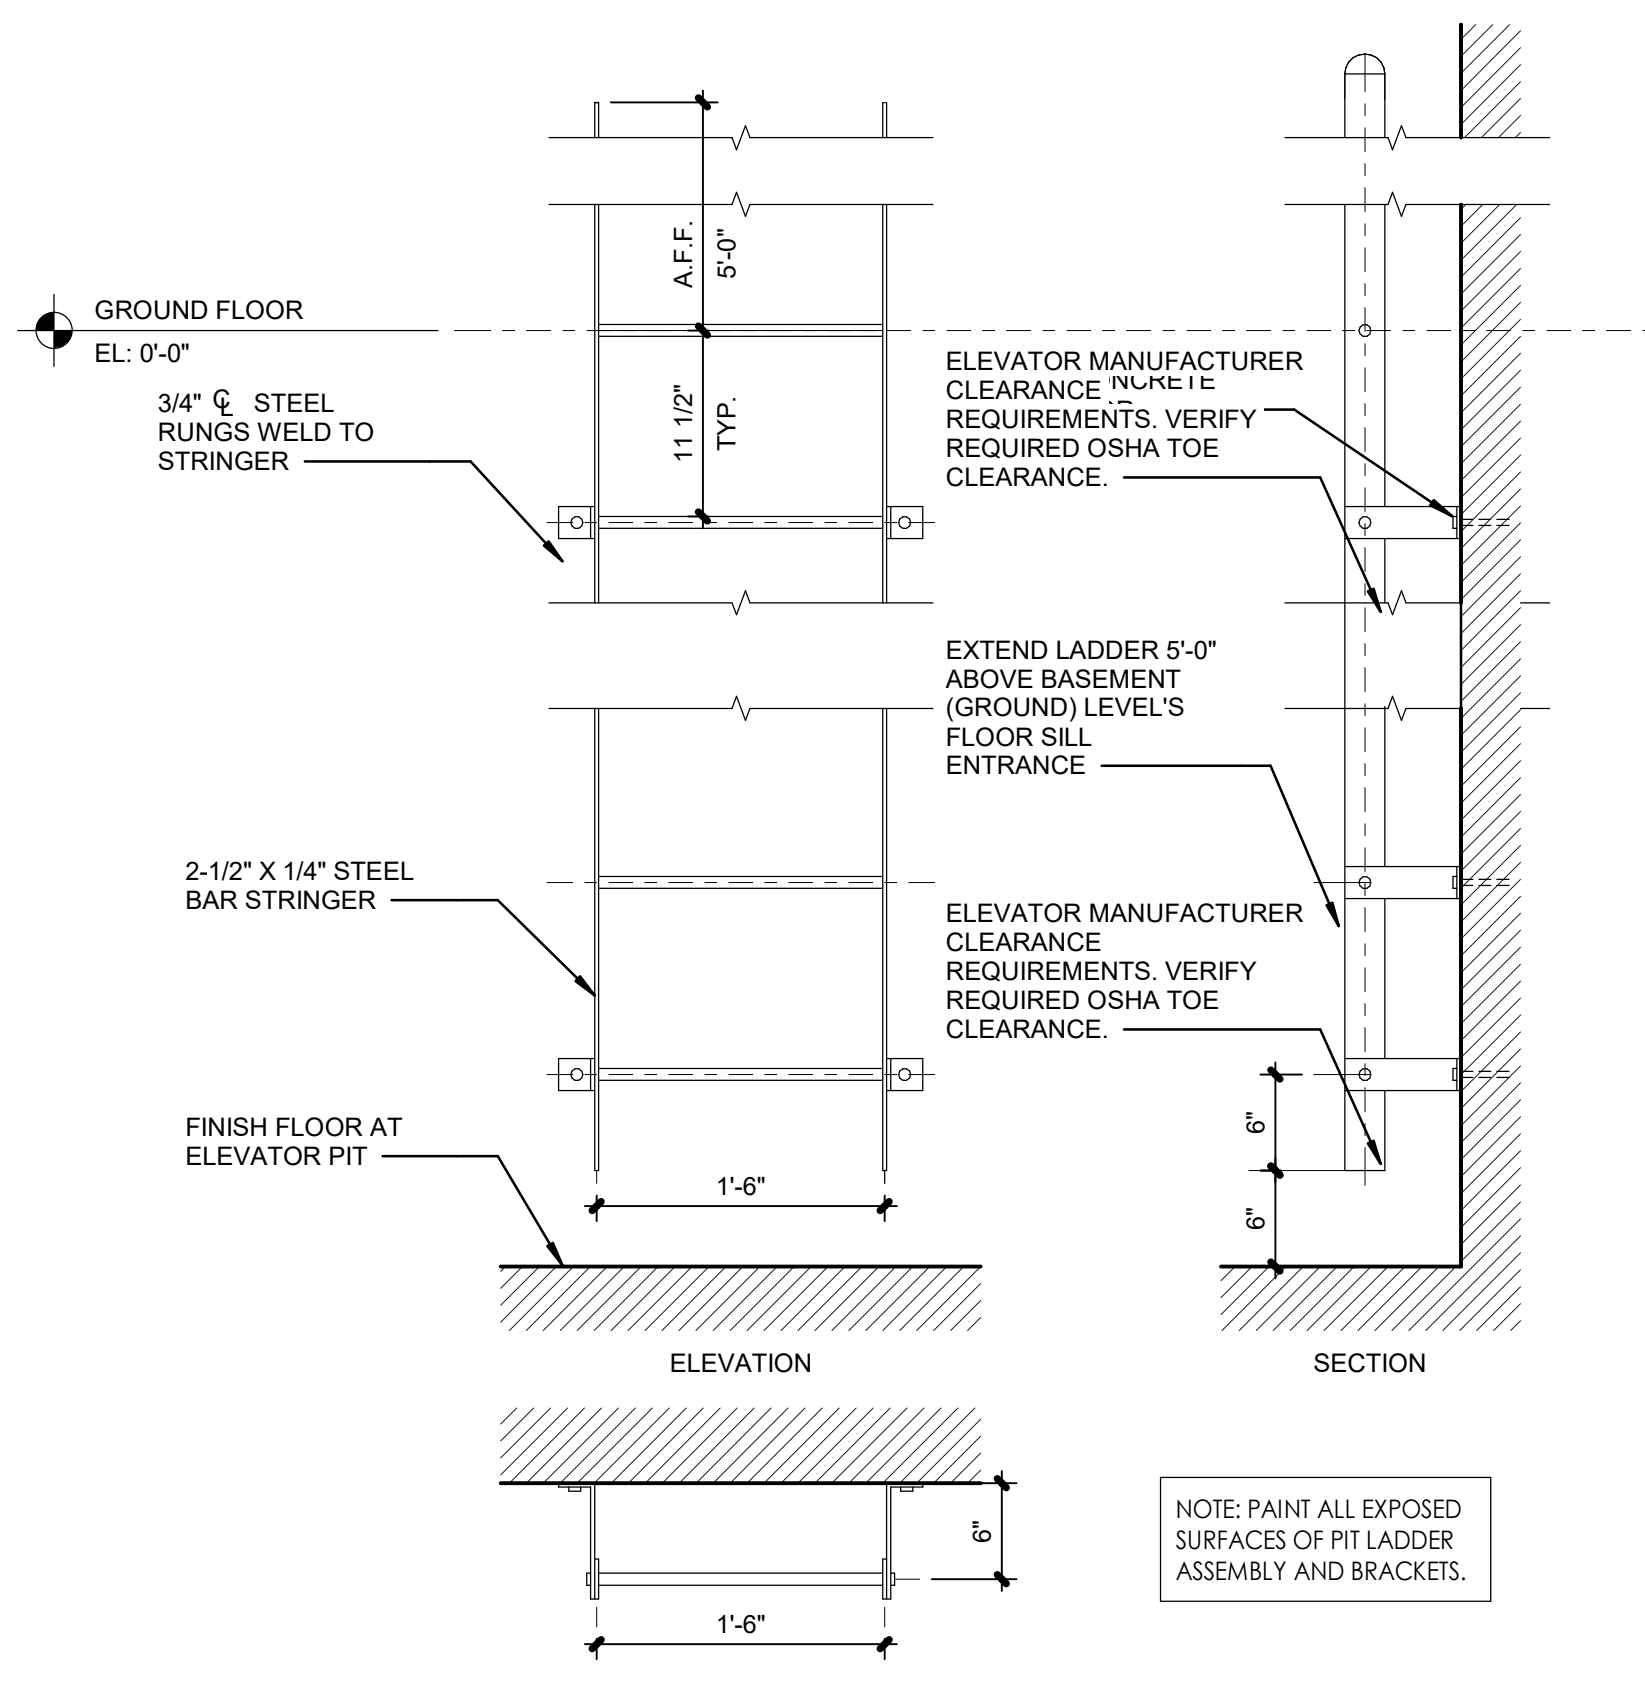 A.F.F.
5'-0"
GROUND FLOOR
EL: 0'-0"
3/4" ℄ STEEL
RUNGS WELD TO
STRINGER
11 1/2"
TYP.
ELEVATOR MANUFACTURER
CLEARANCE
REQUIREMENTS. VERIFY
REQUIRED OSHA TOE
CLEARANCE.
EXTEND LADDER 5'-0"
ABOVE BASEMENT
(GROUND) LEVEL'S
FLOOR SILL
ENTRANCE
2-1/2" X 1/4" STEEL
BAR STRINGER
ELEVATOR MANUFACTURER
CLEARANCE
REQUIREMENTS. VERIFY
REQUIRED OSHA TOE
CLEARANCE.
FINISH FLOOR AT
ELEVATOR PIT
1'-6"
6"
6"
ELEVATION
SECTION
6"
1'-6"
NOTE: PAINT ALL EXPOSED
SURFACES OF PIT LADDER
ASSEMBLY AND BRACKETS.